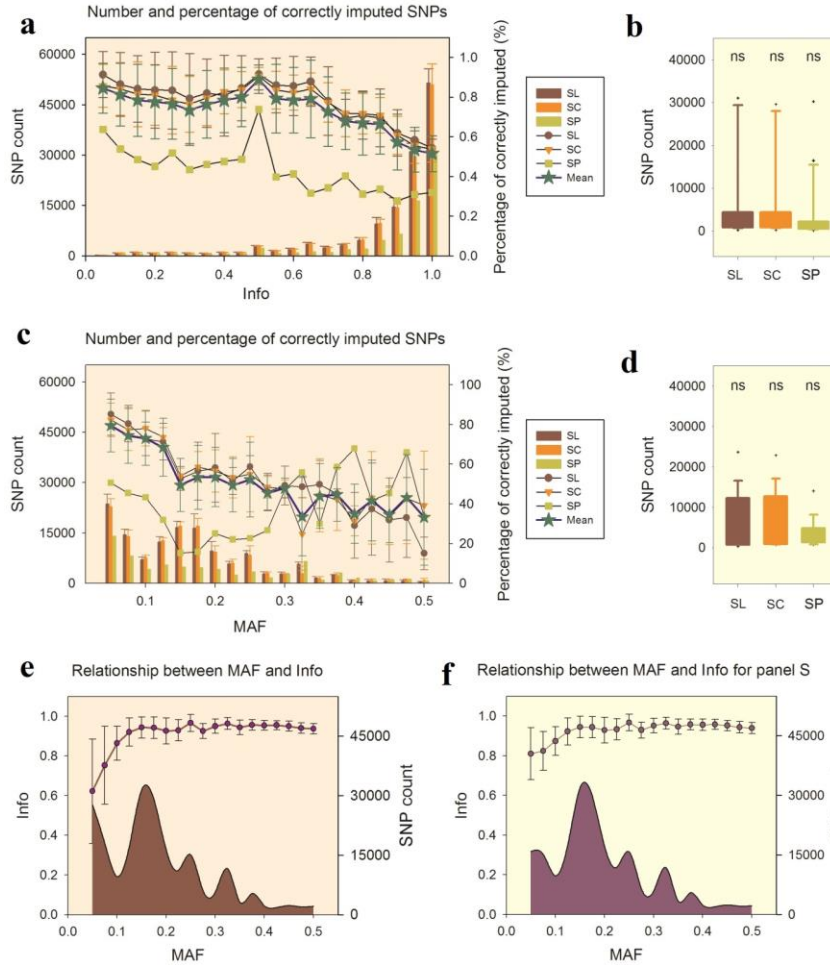 a
Number and percentage of correctly imputed SNPs
60000
45000
30000
15000
0
SNP count
0.0 0.2 0.4 0.6 0.8 1.0
Info
1.0
0.8
0.6
0.4
0.2
0.0
Percentage of correctly imputed (%)
SL
SC
SP
SL
SC
SP
Mean
b
ns ns ns
40000
30000
20000
10000
0
SNP count
SL SC SP
c
Number and percentage of correctly imputed SNPs
60000
45000
30000
15000
0
SNP count
0.1 0.2 0.3 0.4 0.5
MAF
100
80
60
40
20
0
Percentage of correctly imputed (%)
SL
SC
SP
SL
SC
SP
Mean
d
ns ns ns
40000
30000
20000
10000
0
SNP count
SL SC SP
e
Relationship between MAF and Info
1.0
0.8
0.6
0.4
0.2
0.0
Info
0.0 0.1 0.2 0.3 0.4 0.5
MAF
45000
30000
15000
0
SNP count
f
Relationship between MAF and Info for panel S
1.0
0.8
0.6
0.4
0.2
0.0
Info
0.0 0.1 0.2 0.3 0.4 0.5
MAF
45000
30000
15000
0